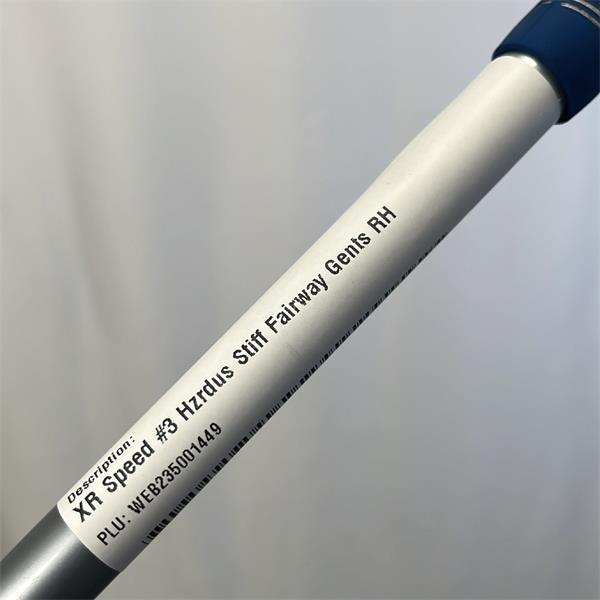 Description:
XR Speed #3 Hzrdus Stiff Fairway Gents RH
PLU: WEB235001449